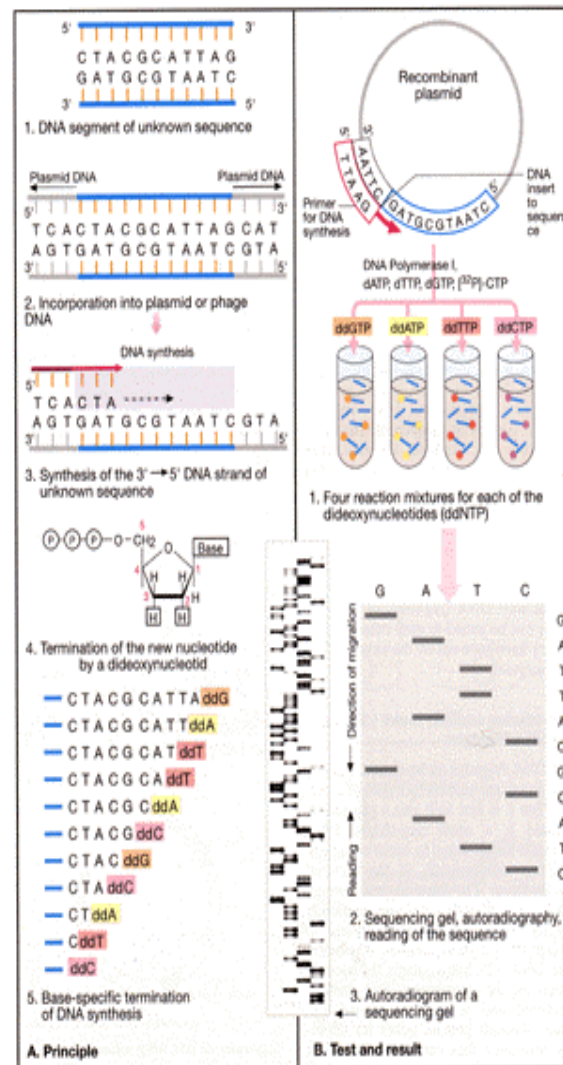 5' 3'
C T A C G C A T T A G
G A T G C G T A A T C
3' 5'
1. DNA segment of unknown sequence
Plasmid DNA Plasmid DNA
5' 3'
T C A C T A C G C A T T A G C A T
A G T G A T G C G T A A T C G T A
3' 5'
2. Incorporation into plasmid or phage
DNA
DNA synthesis
5'
T C A C T A
A G T G A T G C G T A A T C G T A
3' 5'
3. Synthesis of the 3' → 5' DNA strand of
unknown sequence
P P P O CH2 Base
5
O
4 H H 1
3 2 H
H H
4. Termination of the new nucleotide
by a dideoxynucleotid
C T A C G C A T T A ddG
C T A C G C A T T ddA
C T A C G C A T ddT
C T A C G C A ddT
C T A C G C ddA
C T A C G ddC
C T A C ddG
C T A ddC
C T ddA
C ddT
ddC
5. Base-specific termination
of DNA synthesis
A. Principle
Recombinant
plasmid
5' 3'
T T A A G
A A T T C G A T G C G T A A T C
Primer
for DNA
synthesis
DNA
insert
to
sequen
ce
DNA Polymerase I,
dATP, dTTP, dGTP, [32P]-CTP
ddGTP ddATP ddTTP ddCTP
1. Four reaction mixtures for each of the
dideoxynucleotides (ddNTP)
G A T C
Direction of migration
Reading
G
A
T
T
A
C
G
C
A
T
C
2. Sequencing gel, autoradiography,
reading of the sequence
3. Autoradiogram of a
sequencing gel
B. Test and result